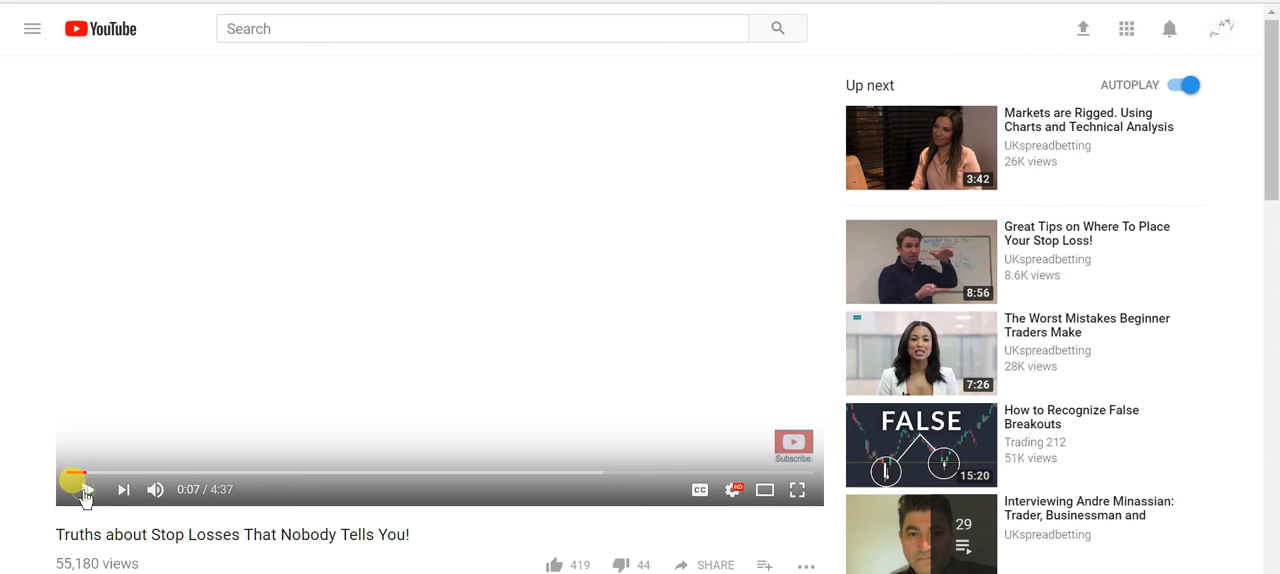 YouTube
Search
Up next
AUTOPLAY
Markets are Rigged. Using
Charts and Technical Analysis
UKspreadbetting
26K views
3:42
Great Tips on Where To Place
Your Stop Loss!
UKspreadbetting
8.6K views
8:56
The Worst Mistakes Beginner
Traders Make
UKspreadbetting
28K views
7:26
How to Recognize False
Breakouts
Trading 212
51K views
FALSE
15:20
Interviewing Andre Minassian:
Trader, Businessman and
UKspreadbetting
29
Subscribe
0:07 / 4:37
CC
HD
Truths about Stop Losses That Nobody Tells You!
55,180 views
419
44
SHARE